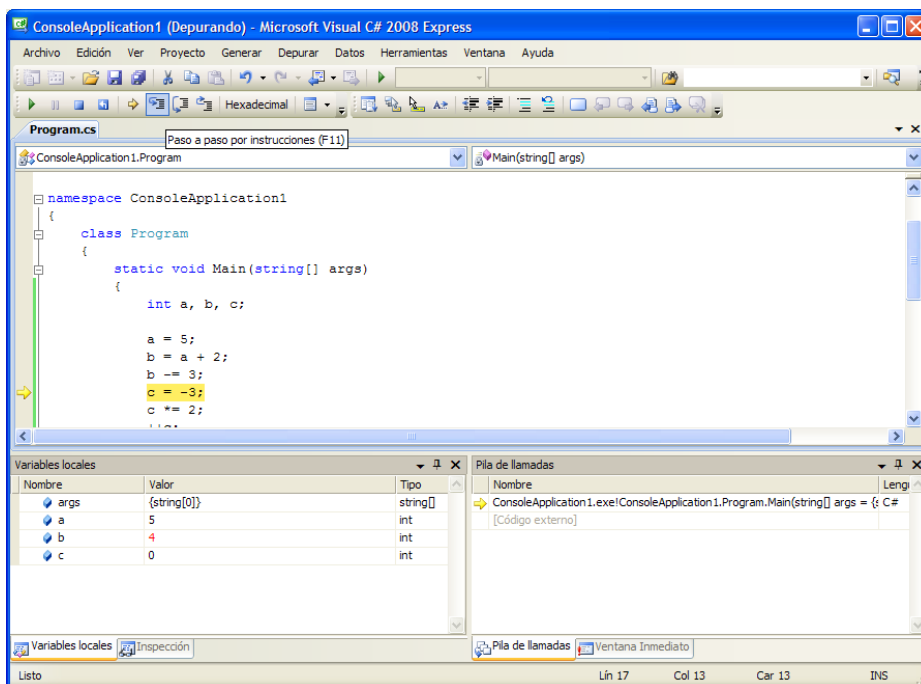 ConsoleApplication1 (Depurando) - Microsoft Visual C# 2008 Express
Archivo Edición Ver Proyecto Generar Depurar Datos Herramientas Ventana Ayuda
Hexadecimal
Program.cs
Paso a paso por instrucciones (F11)
ConsoleApplication1.Program
Main(string[] args)
namespace ConsoleApplication1
{
class Program
{
static void Main(string[] args)
{
int a, b, c;
a = 5;
b = a + 2;
b -= 3;
c = -3;
c *= 2;
Variables locales
Nombre Valor Tipo
args {string[0]} string[]
a 5 int
b 4 int
c 0 int
Variables locales Inspección
Pila de llamadas
Nombre Lengu
ConsoleApplication1.exe!ConsoleApplication1.Program.Main(string[] args = {s C#
[Código externo]
Pila de llamadas Ventana Inmediato
Listo Lín 17 Col 13 Car 13 INS